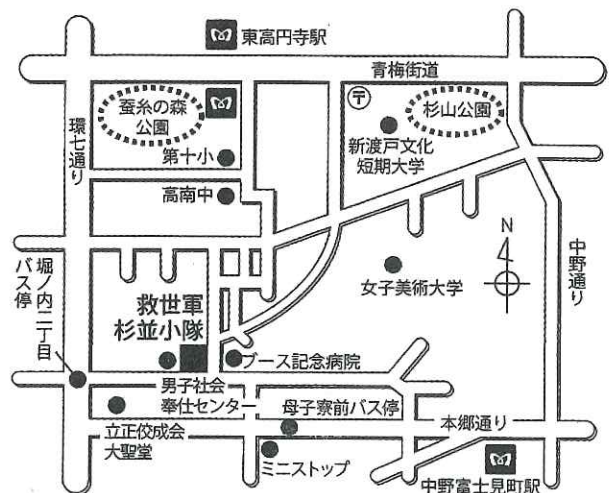 東高円寺駅
青梅街道
蚕糸の森
公園
〒
杉山公園
環七通り
第十小
新渡戸文化
短期大学
高南中
N
中野通り
堀ノ内二丁目
バス停
女子美術大学
救世軍
杉並小隊
ブース記念病院
男子社会
奉仕センター
母子寮前バス停
本郷通り
立正佼成会
大聖堂
ミニストップ
中野富士見町駅